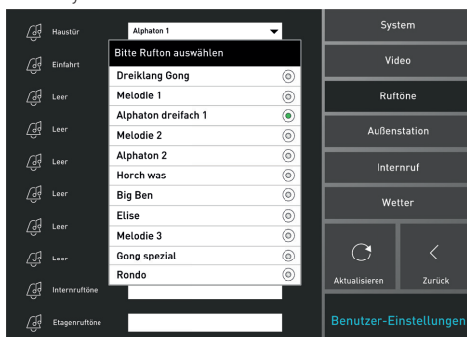 Haustür
Alphaton 1
Einfahrt
Leer
Leer
Leer
Leer
Leer
Leer
Internruftöne
Etagenruftöne
Bitte Rufton auswählen
Dreiklang Gong
Melodie 1
Alphaton dreifach 1
Melodie 2
Alphaton 2
Horch was
Big Ben
Elise
Melodie 3
Gong spezial
Rondo
System
Video
Ruftöne
Außenstation
Internruf
Wetter
Aktualisieren
Zurück
Benutzer-Einstellungen